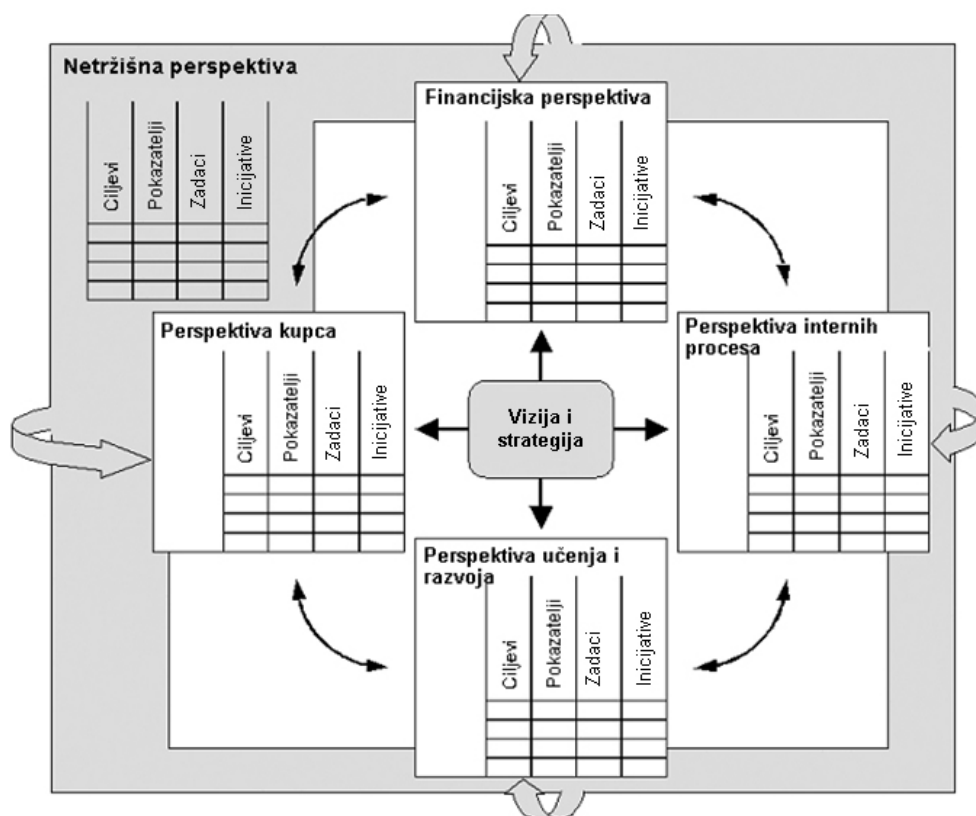 Netržišna perspektiva
Ciljevi
Pokazatelji
Zadaci
Inicijative
Financijska perspektiva
Ciljevi
Pokazatelji
Zadaci
Inicijative
Perspektiva kupca
Ciljevi
Pokazatelji
Zadaci
Inicijative
Vizija i
strategija
Perspektiva internih
procesa
Ciljevi
Pokazatelji
Zadaci
Inicijative
Perspektiva učenja i
razvoja
Ciljevi
Pokazatelji
Zadaci
Inicijative